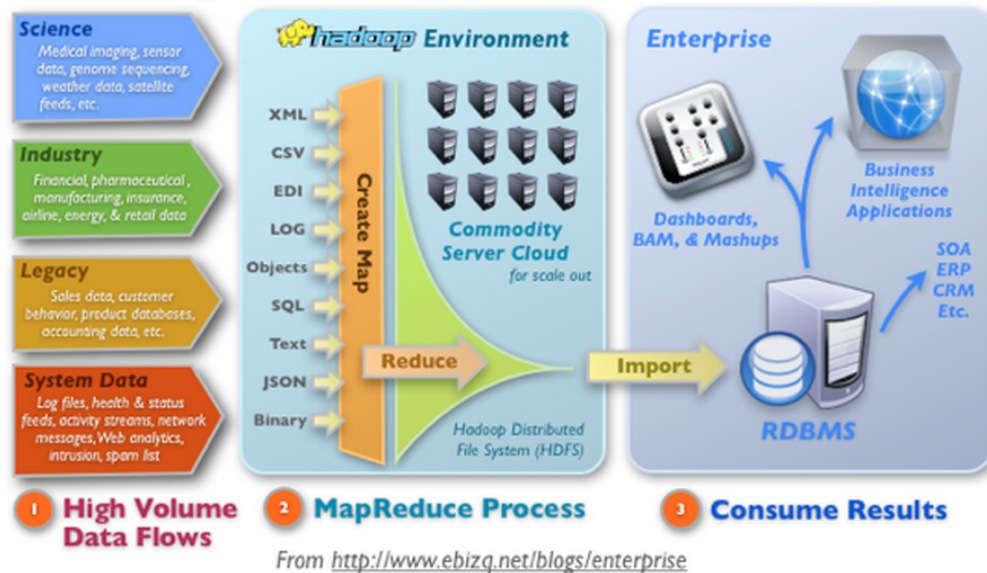 Science
Medical imaging, sensor
data, genome sequencing,
weather data, satellite
feeds, etc.
Industry
Financial, pharmaceutical,
manufacturing, insurance,
airline, energy, & retail data
Legacy
Sales data, customer
behavior, product databases,
accounting data, etc.
System Data
Log files, health & status
feeds, activity streams, network
messages, Web analytics,
intrusion, spam list
1 High Volume
Data Flows
hadoop Environment
XML
CSV
EDI
LOG
Objects
SQL
Text
JSON
Binary
Create Map
Commodity
Server Cloud
for scale out
Reduce
Hadoop Distributed
File System (HDFS)
2 MapReduce Process
Import
Enterprise
Dashboards,
BAM, & Mashups
Business
Intelligence
Applications
SOA
ERP
CRM
Etc.
RDBMS
3 Consume Results
From http://www.ebizq.net/blogs/enterprise